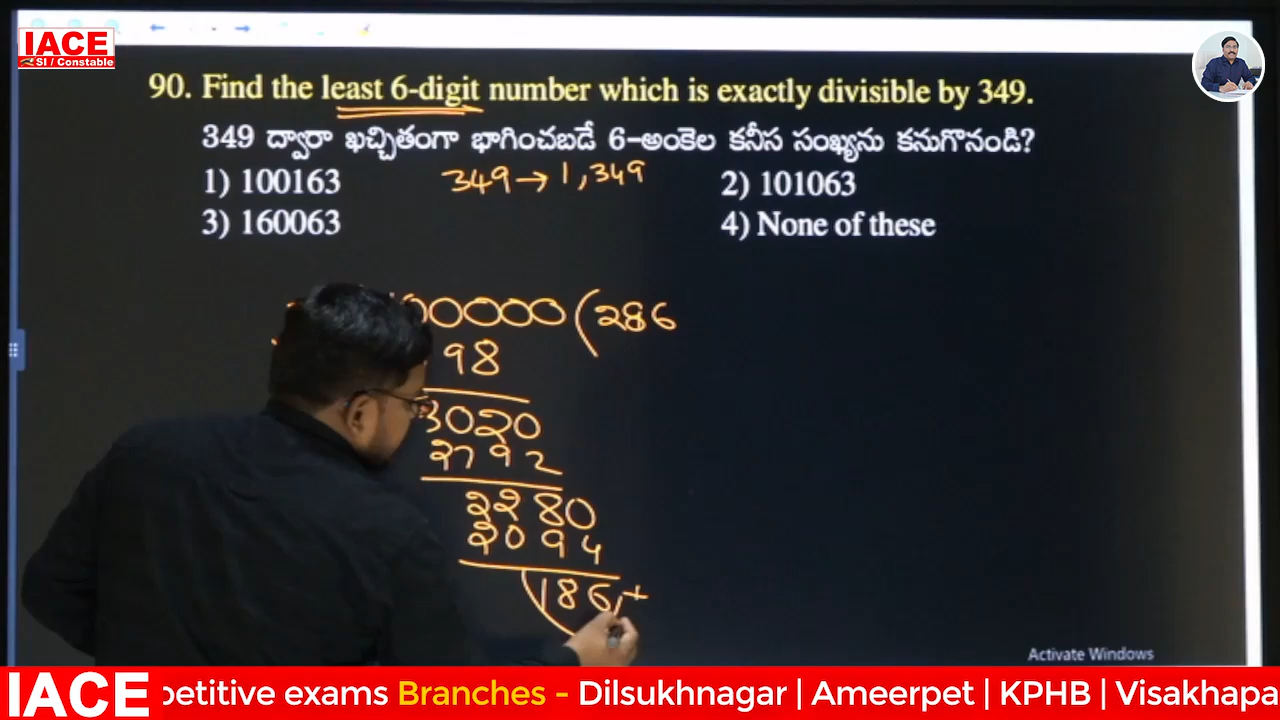 IACE
SI / Constable
90. Find the least 6-digit number which is exactly divisible by 349.
349 ద్వారా ఖచ్చితంగా భాగించబడే 6-అంకెల కనీస సంఖ్యను కనుగొనండి?
1) 100163
349 → 1, 349
2) 101063
3) 160063
4) None of these
00000 ( 286
98
3020
2792
2280
2094
186 +
Activate Windows
IACE petitive exams Branches - Dilsukhnagar | Ameerpet | KPHB | Visakhapa